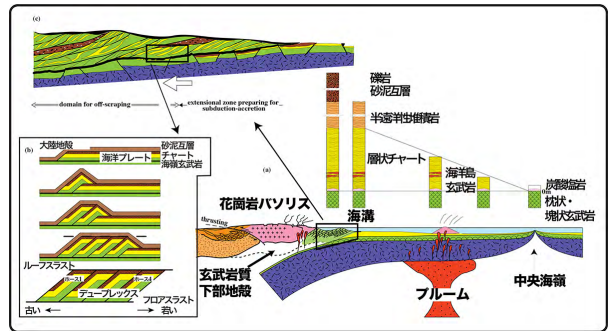 (c)
domain for off-scraping
extensional zone preparing for
subduction-accretion
(b)
大陸地殻
砂泥互層
チャート
海嶺玄武岩
海洋プレート
ルーフスラスト
ホース1
デュープレックス
フロアスラスト
古い
若い
(a)
礫岩
砂泥互層
半遠洋性堆積岩
層状チャート
海洋島
玄武岩
炭酸塩岩
0m
枕状・
塊状玄武岩
花崗岩バソリス
海溝
thrusting
玄武岩質
下部地殻
プルーム
中央海嶺